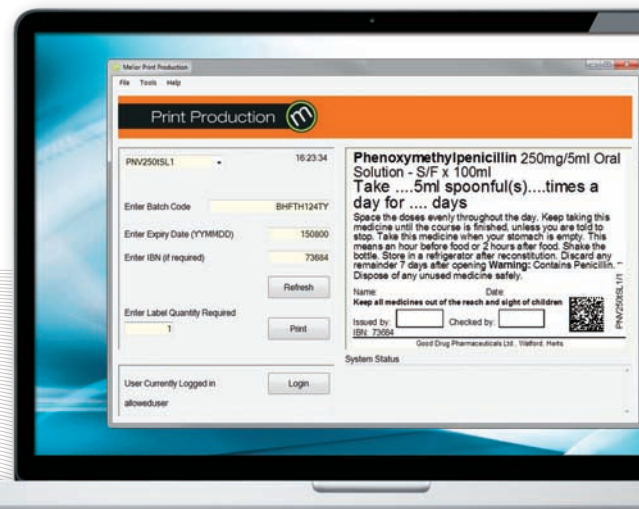 Melior Print Production
File Tools Help
Print Production m
PNV250tSL1
16:23:34
Enter Batch Code BHFTH124TY
Enter Expiry Date (YYMMDD) 150800
Enter IBN (if required) 73684
Refresh
Enter Label Quantity Required
1
Print
User Currently Logged in
Login
alloweduser
Phenoxymethylpenicillin 250mg/5ml Oral
Solution - S/F x 100ml
Take ....5ml spoonful(s)....times a
day for .... days
Space the doses evenly throughout the day. Keep taking this
medicine until the course is finished, unless you are told to
stop. Take this medicine when your stomach is empty. This
means an hour before food or 2 hours after food. Shake the
bottle. Store in a refrigerator after reconstitution. Discard any
remainder 7 days after opening Warning: Contains Penicillin.
Dispose of any unused medicine safely.
Name: Date:
Keep all medicines out of the reach and sight of children
Issued by: Checked by:
IBN: 73684
Good Drug Pharmaceuticals Ltd., Watford, Herts
PNV250tSL1/1 1
System Status